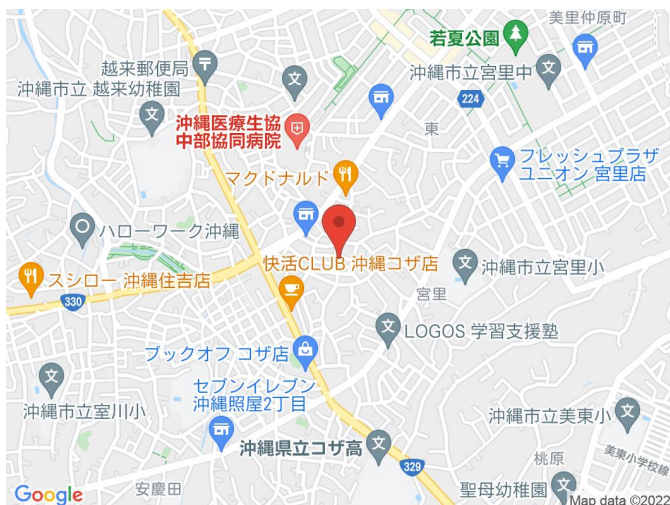 美里仲原町
若夏公園
越来郵便局
沖縄市立宮里中
沖縄市立 越来幼稚園
224
沖縄医療生協
中部協同病院
東
フレッシュプラザ
ユニオン 宮里店
マクドナルド
ハローワーク沖縄
快活CLUB 沖縄コザ店
沖縄市立宮里小
スシロー 沖縄住吉店
宮里
330
LOGOS 学習支援塾
ブックオフ コザ店
セブンイレブン
沖縄照屋2丁目
沖縄市立室川小
沖縄市立美東小
沖縄県立コザ高
美東小学校線
桃原
329
安慶田
聖母幼稚園
Google
Map data ©2022
文
文
文
文
文
文
文
文
文